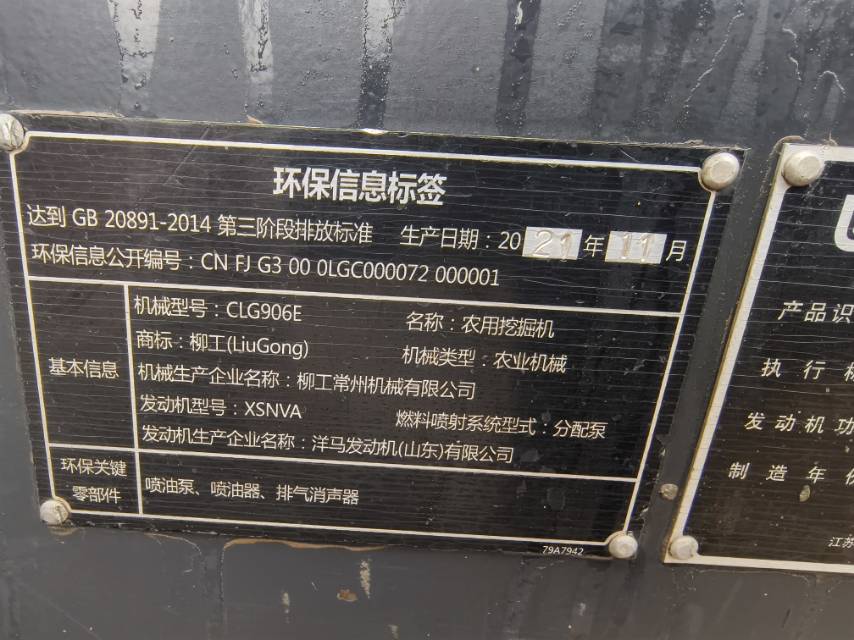 环保信息标签
达到 GB 20891-2014 第三阶段排放标准 生产日期：20 21 年 11 月
环保信息公开编号：CN FJ G3 00 0LGC000072 000001
基本信息
机械型号：CLG906E 名称：农用挖掘机
商标：柳工(LiuGong) 机械类型：农业机械
机械生产企业名称：柳工常州机械有限公司
发动机型号：XSNVA 燃料喷射系统型式：分配泵
发动机生产企业名称：洋马发动机(山东)有限公司
环保关键
零部件
喷油泵、喷油器、排气消声器
79A7942
产品识
执行标
发动机功
制造年份
江苏